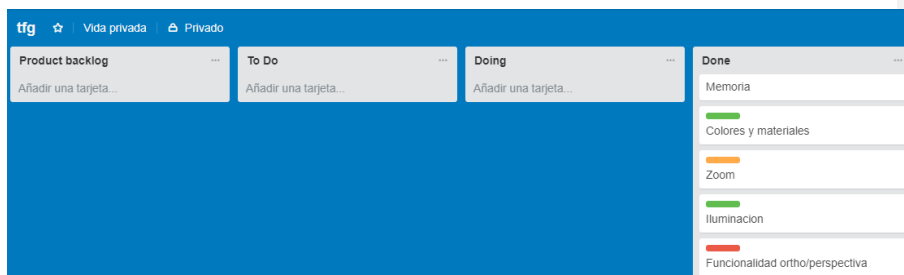 tfg Vida privada Privado
Product backlog
Añadir una tarjeta...
To Do
Añadir una tarjeta...
Doing
Añadir una tarjeta...
Done
Memoria
Colores y materiales
Zoom
Iluminacion
Funcionalidad ortho/perspectiva